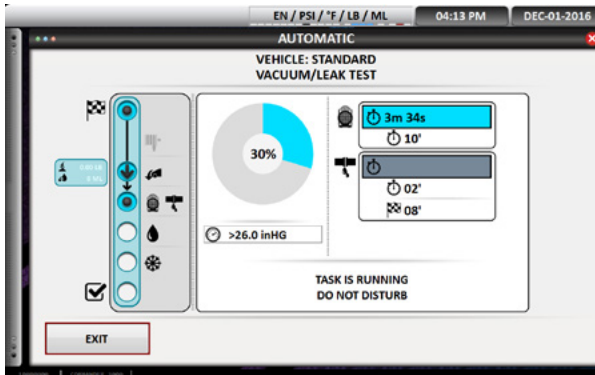 EN / PSI / °F / LB / ML
04:13 PM
DEC-01-2016
AUTOMATIC
VEHICLE: STANDARD
VACUUM/LEAK TEST
3m 34s
10'
30%
02'
08'
>26.0 inHG
TASK IS RUNNING
DO NOT DISTURB
EXIT